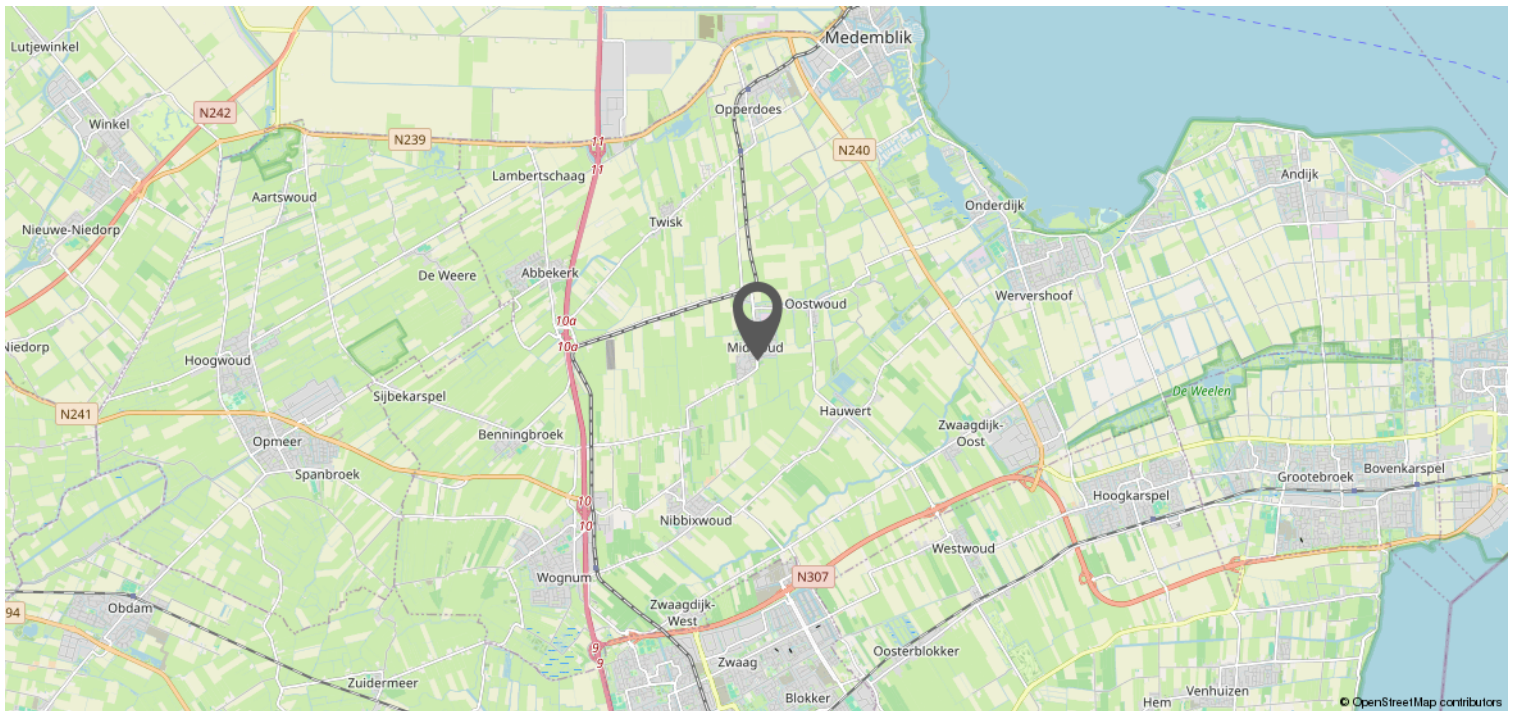 Medemblik
Lutjewinkel
N242
Opperdoes
Winkel
N239
11
N240
11
Lambertschaag
Andijk
Aartswoud
Onderdijk
Twisk
Nieuwe-Niedorp
De Weere
Abbekerk
Wervershoof
Oostwoud
10a
10a
Niedorp
Hoogwoud
De Weelen
Sijbekarspel
N241
Hauwert
Zwaagdijk-
Oost
Benningbroek
Opmeer
Spanbroek
Bovenkarspel
Grootebroek
Hoogkarspel
10
10
Nibbixwoud
Westwoud
Wognum
N307
94
Obdam
Zwaagdijk-
West
9
9
Oosterblokker
Zwaag
Zuidermeer
Venhuizen
Blokker
Hem
© OpenStreetMap contributors